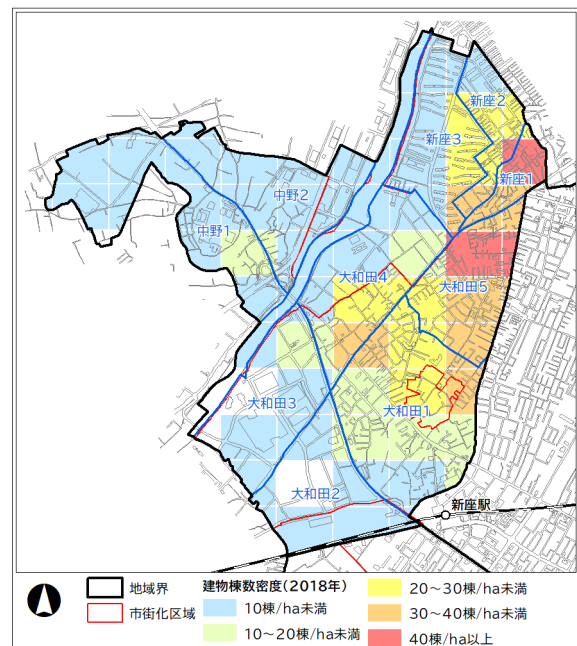 新座2
新座3
新座1
中野2
中野1
大和田4
大和田5
大和田3
大和田1
大和田2
新座駅
地域界
市街化区域
建物棟数密度(2018年)
10棟/ha未満
10~20棟/ha未満
20~30棟/ha未満
30~40棟/ha未満
40棟/ha以上